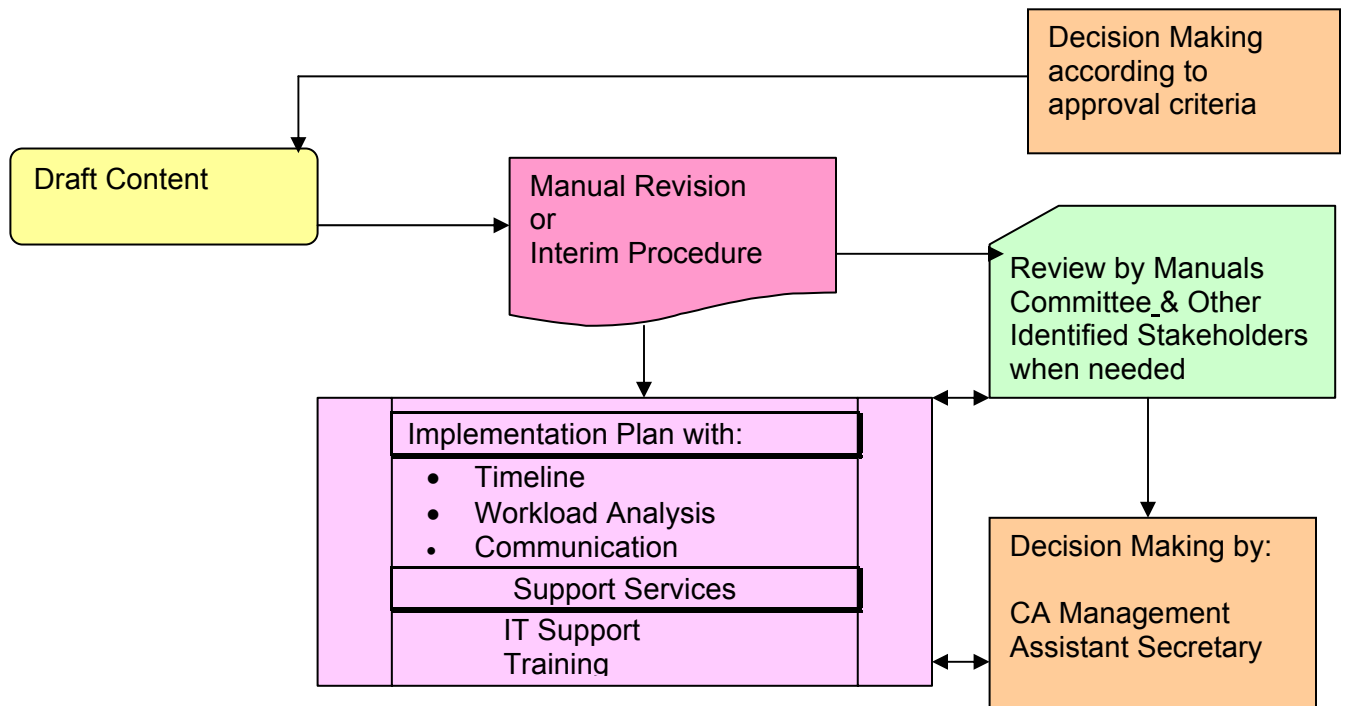 Decision Making
according to
approval criteria
Draft Content
Manual Revision
or
Interim Procedure
Review by Manuals
Committee & Other
Identified Stakeholders
when needed
Implementation Plan with:
• Timeline
• Workload Analysis
• Communication
Support Services
IT Support
Training
Decision Making by:
CA Management
Assistant Secretary